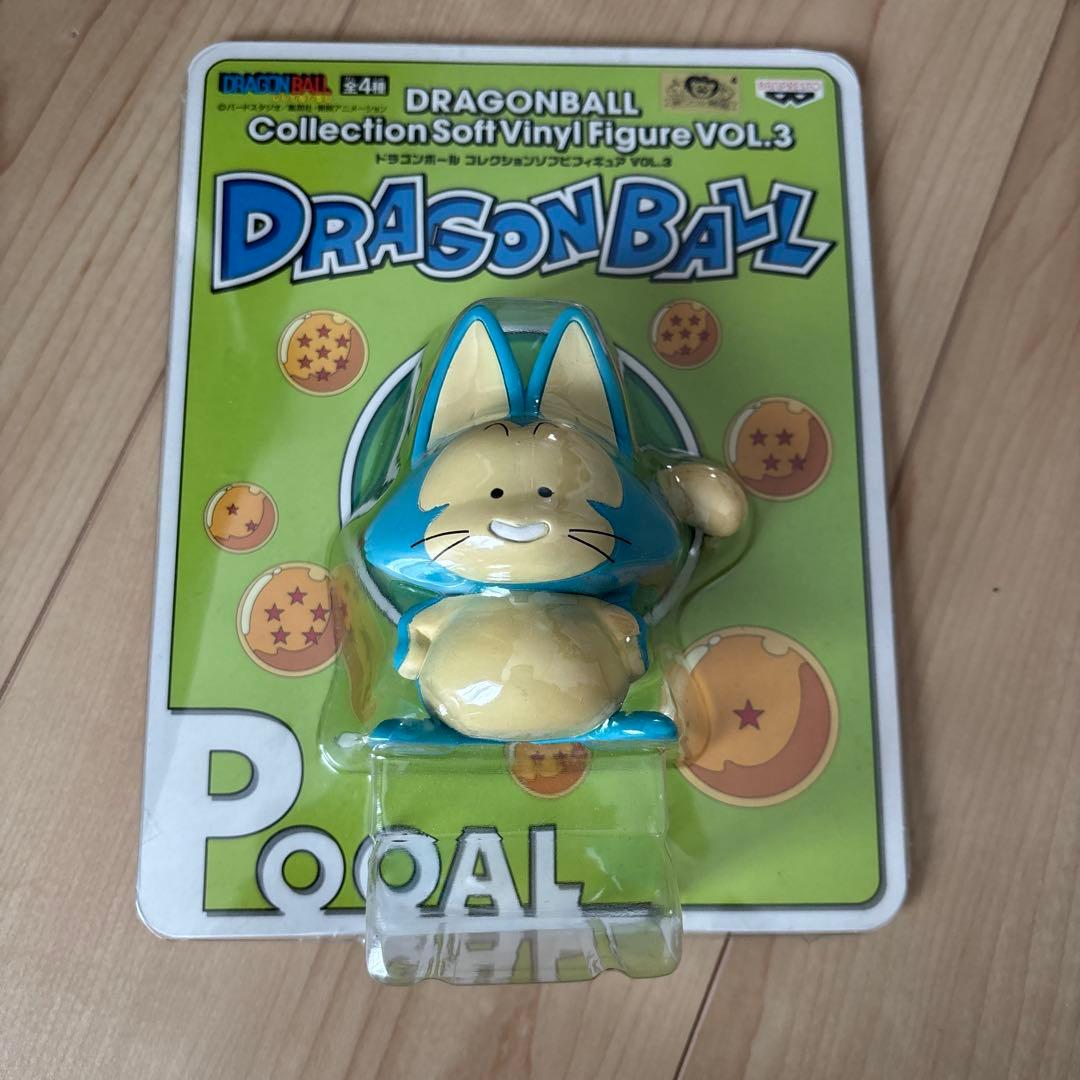 DRAGONBALL
全4種
©バードスタジオ/集英社・東映アニメーション
DRAGONBALL
Collection Soft Vinyl Figure VOL.3
ドラゴンボール コレクションソフビフィギュア VOL.3
BANPRESTO
DRAGONBALL
POOAL